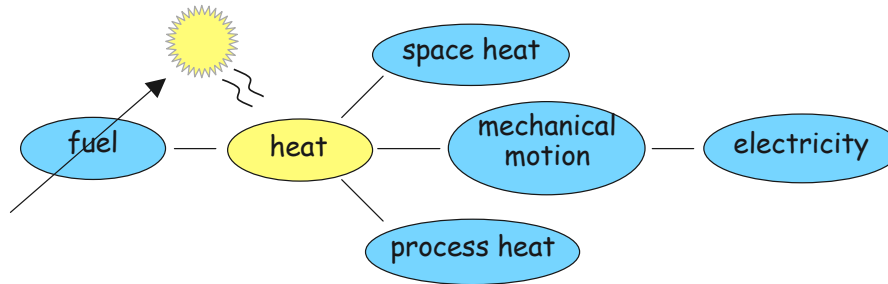 space heat
fuel
heat
mechanical
motion
electricity
process heat